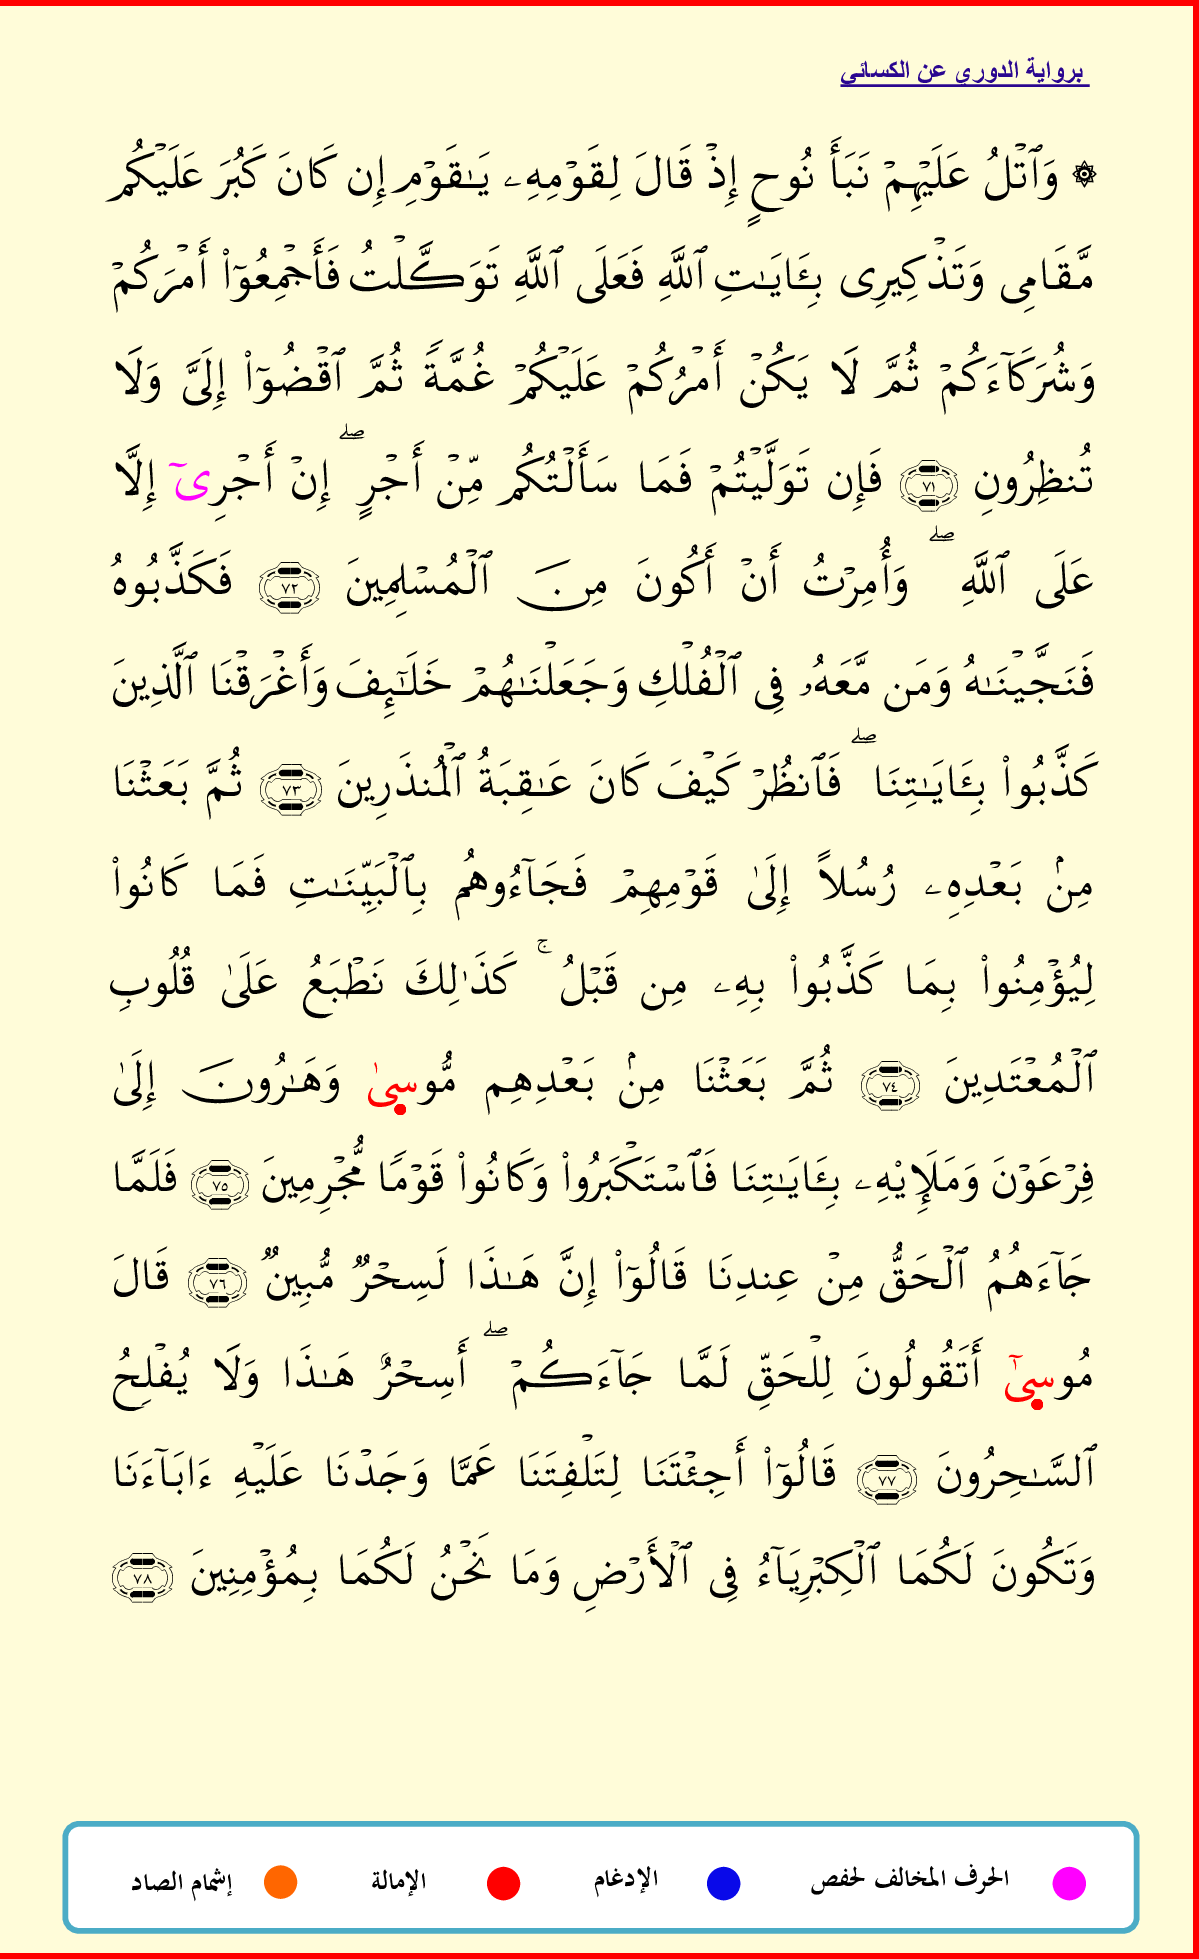 برواية الدوري عن الكسائي
۞ وَٱتۡلُ عَلَيۡهِمۡ نَبَأَ نُوحٍ إِذۡ قَالَ لِقَوۡمِهِۦ يَـٰقَوۡمِ إِن كَانَ كَبُرَ عَلَيۡكُم
مَّقَامِى وَتَذۡكِيرِى بِـَٔايَـٰتِ ٱللَّهِ فَعَلَى ٱللَّهِ تَوَكَّلۡتُ فَأَجۡمِعُوٓا۟ أَمۡرَكُمۡ
وَشُرَكَآءَكُمۡ ثُمَّ لَا يَكُنۡ أَمۡرُكُمۡ عَلَيۡكُمۡ غُمَّةً ثُمَّ ٱقۡضُوٓا۟ إِلَىَّ وَلَا
تُنظِرُونِ ٧١ فَإِن تَوَلَّيۡتُمۡ فَمَا سَأَلۡتُكُم مِّنۡ أَجۡرٍ ۖ إِنۡ أَجۡرِىٓ إِلَّا
عَلَى ٱللَّهِ ۖ وَأُمِرۡتُ أَنۡ أَكُونَ مِنَ ٱلۡمُسۡلِمِينَ ٧٢ فَكَذَّبُوهُ
فَنَجَّيۡنَـٰهُ وَمَن مَّعَهُۥ فِى ٱلۡفُلۡكِ وَجَعَلۡنَـٰهُمۡ خَلَـٰٓئِفَ وَأَغۡرَقۡنَا ٱلَّذِينَ
كَذَّبُوا۟ بِـَٔايَـٰتِنَا ۖ فَٱنظُرۡ كَيۡفَ كَانَ عَـٰقِبَةُ ٱلۡمُنذَرِينَ ٧٣ ثُمَّ بَعَثۡنَا
مِنۢ بَعۡدِهِۦ رُسُلاً إِلَىٰ قَوۡمِهِمۡ فَجَآءُوهُم بِٱلۡبَيِّنَـٰتِ فَمَا كَانُوا۟
لِيُؤۡمِنُوا۟ بِمَا كَذَّبُوا۟ بِهِۦ مِن قَبۡلُ ۚ كَذَٰلِكَ نَطۡبَعُ عَلَىٰ قُلُوبِ
ٱلۡمُعۡتَدِينَ ٧٤ ثُمَّ بَعَثۡنَا مِنۢ بَعۡدِهِم مُّوسِىٰ وَهَـٰرُونَ إِلَىٰ
فِرۡعَوۡنَ وَمَلَإِيْهِۦ بِـَٔايَـٰتِنَا فَٱسۡتَكۡبَرُوا۟ وَكَانُوا۟ قَوۡمًا مُّجۡرِمِينَ ٧٥ فَلَمَّا
جَآءَهُمُ ٱلۡحَقُّ مِنۡ عِندِنَا قَالُوٓا۟ إِنَّ هَـٰذَا لَسِحۡرٌ مُّبِينٌ ٧٦ قَالَ
مُوسِىٰٓ أَتَقُولُونَ لِلۡحَقِّ لَمَّا جَآءَكُمۡ ۖ أَسِحۡرٌ هَـٰذَا وَلَا يُفۡلِحُ
ٱلسَّـٰحِرُونَ ٧٧ قَالُوٓا۟ أَجِئۡتَنَا لِتَلۡفِتَنَا عَمَّا وَجَدۡنَا عَلَيۡهِ ءَابَآءَنَا
وَتَكُونَ لَكُمَا ٱلۡكِبۡرِيَآءُ فِى ٱلۡأَرۡضِ وَمَا نَحۡنُ لَكُمَا بِمُؤۡمِنِينَ ٧٨
الحرف المخالف لحفص الإدغام الإمالة إشمام الصاد